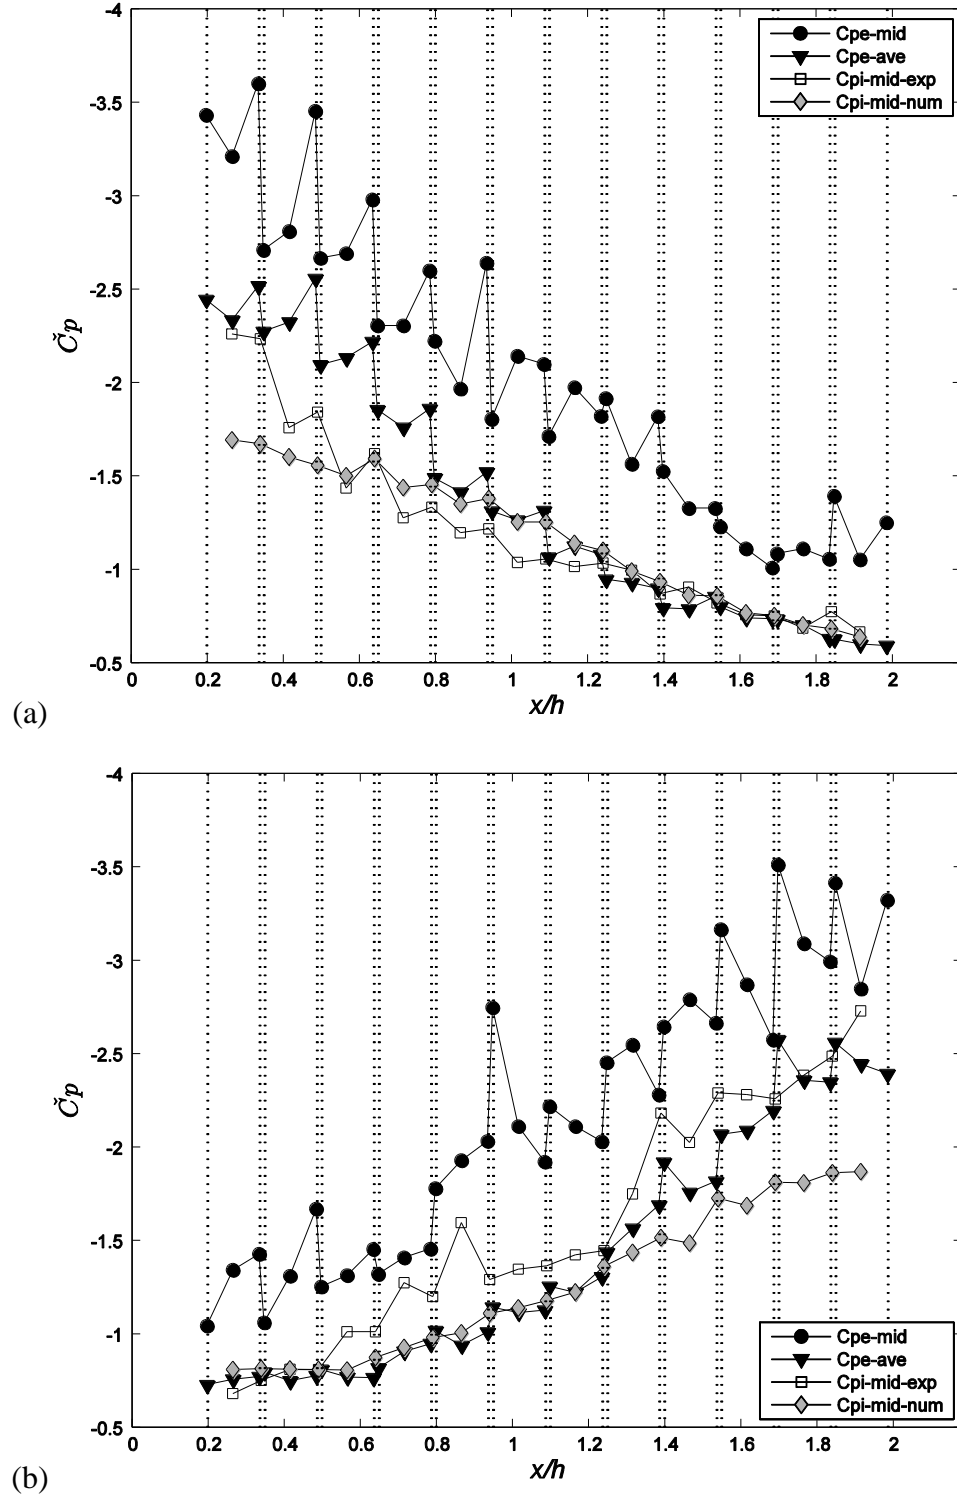 -4
-3.5
-3
-2.5
-2
-1.5
-1
-0.5
Čp
0 0.2 0.4 0.6 0.8 1 1.2 1.4 1.6 1.8 2
x/h
Cpe-mid
Cpe-ave
Cpi-mid-exp
Cpi-mid-num
(a)
-4
-3.5
-3
-2.5
-2
-1.5
-1
-0.5
Čp
0 0.2 0.4 0.6 0.8 1 1.2 1.4 1.6 1.8 2
x/h
Cpe-mid
Cpe-ave
Cpi-mid-exp
Cpi-mid-num
(b)